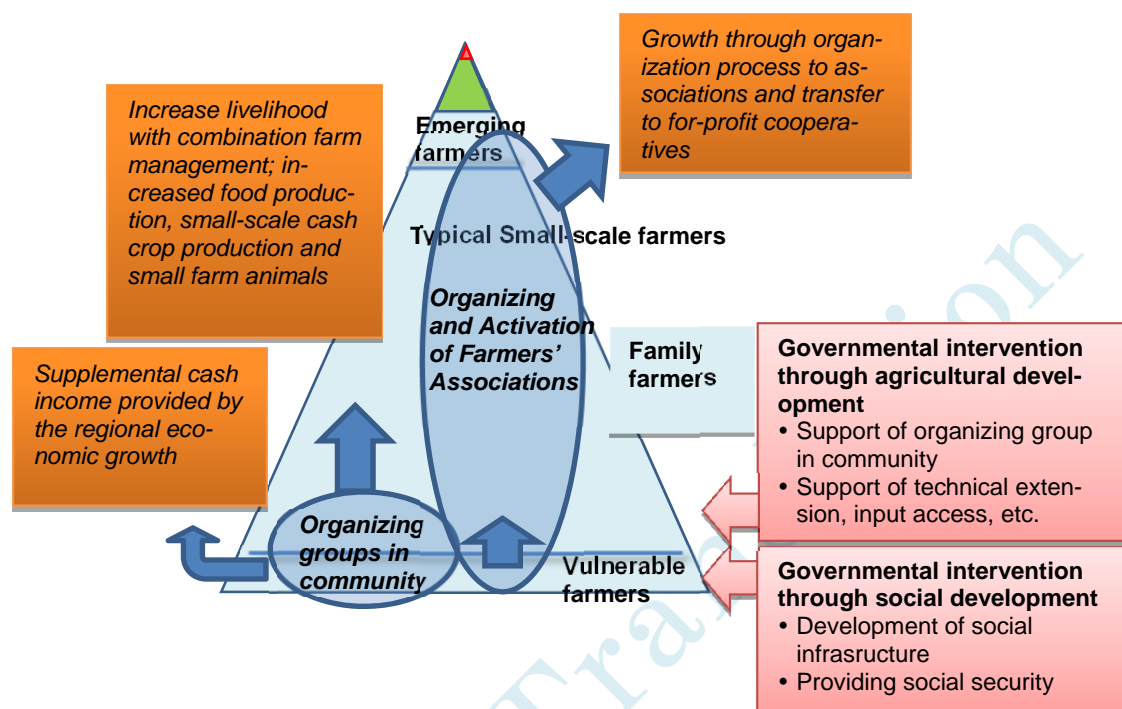 Growth through organ-
ization process to as-
sociations and transfer
to for-profit coopera-
tives
Increase livelihood
with combination farm
management; in-
creased food produc-
tion, small-scale cash
crop production and
small farm animals
Emerging
farmers
Typical Small-scale farmers
Organizing
and Activation
of Farmers’
Associations
Family
farmers
Supplemental cash
income provided by
the regional eco-
nomic growth
Governmental intervention
through agricultural devel-
opment
• Support of organizing group
in community
• Support of technical exten-
sion, input access, etc.
Organizing
groups in
community
Vulnerable
farmers
Governmental intervention
through social development
• Development of social
infrasructure
• Providing social security